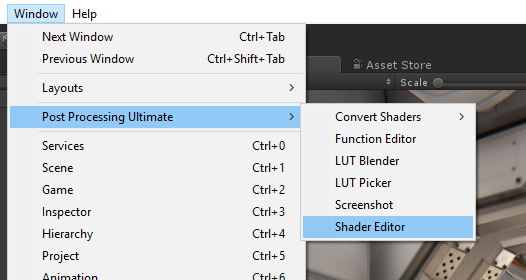 Window Help
Next Window Ctrl+Tab
Previous Window Ctrl+Shift+Tab
Layouts
Post Processing Ultimate
Services Ctrl+0
Scene Ctrl+1
Game Ctrl+2
Inspector Ctrl+3
Hierarchy Ctrl+4
Project Ctrl+5
Animation Ctrl+6
Asset Store
Scale
Convert Shaders
Function Editor
LUT Blender
LUT Picker
Screenshot
Shader Editor